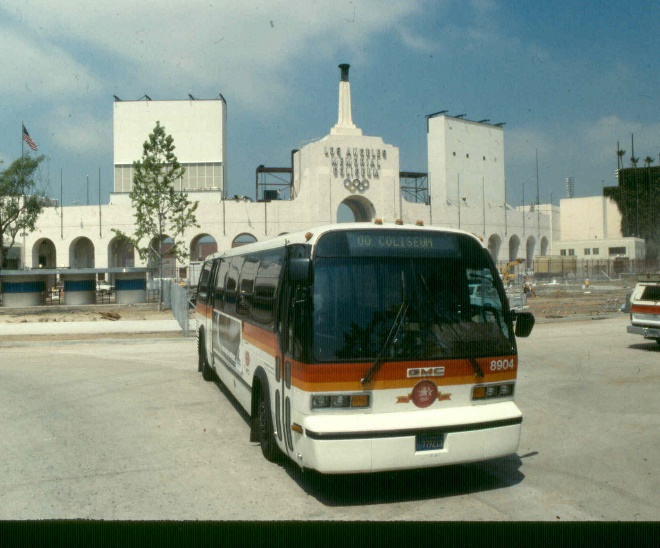 LOS ANGELES
MEMORIAL
COLISEUM
00 COLISEUM
GMC
8904